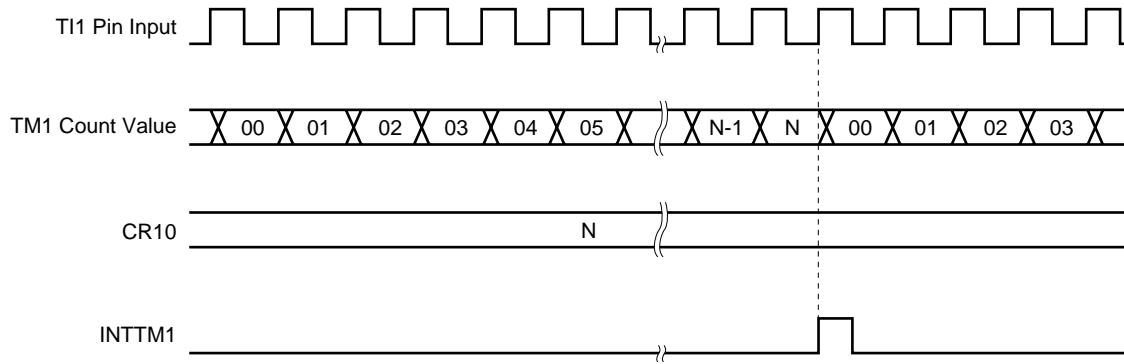 TI1 Pin Input
TM1 Count Value 00 01 02 03 04 05 N-1 N 00 01 02 03
CR10 N
INTTM1